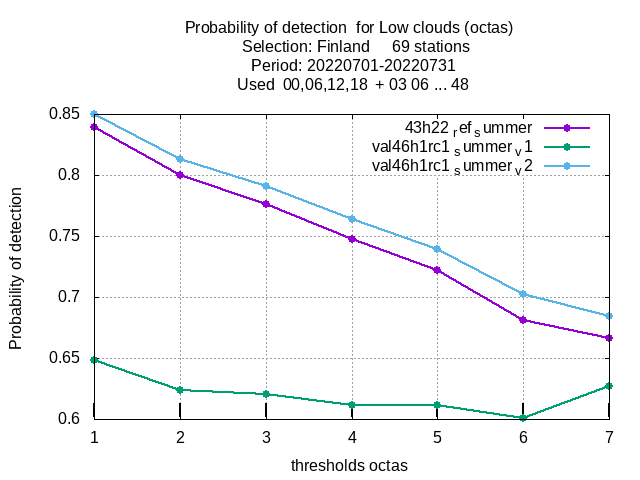 Probability of detection  for Low clouds (octas)
Selection: Finland     69 stations
Period: 20220701-20220731
Used  00,06,12,18  + 03 06 ... 48
0.85
43h22 ref summer
val46h1rc1 summer v1
val46h1rc1 summer v2
0.8
0.75
0.7
0.65
0.6
Probability of detection
1 2 3 4 5 6 7
thresholds octas